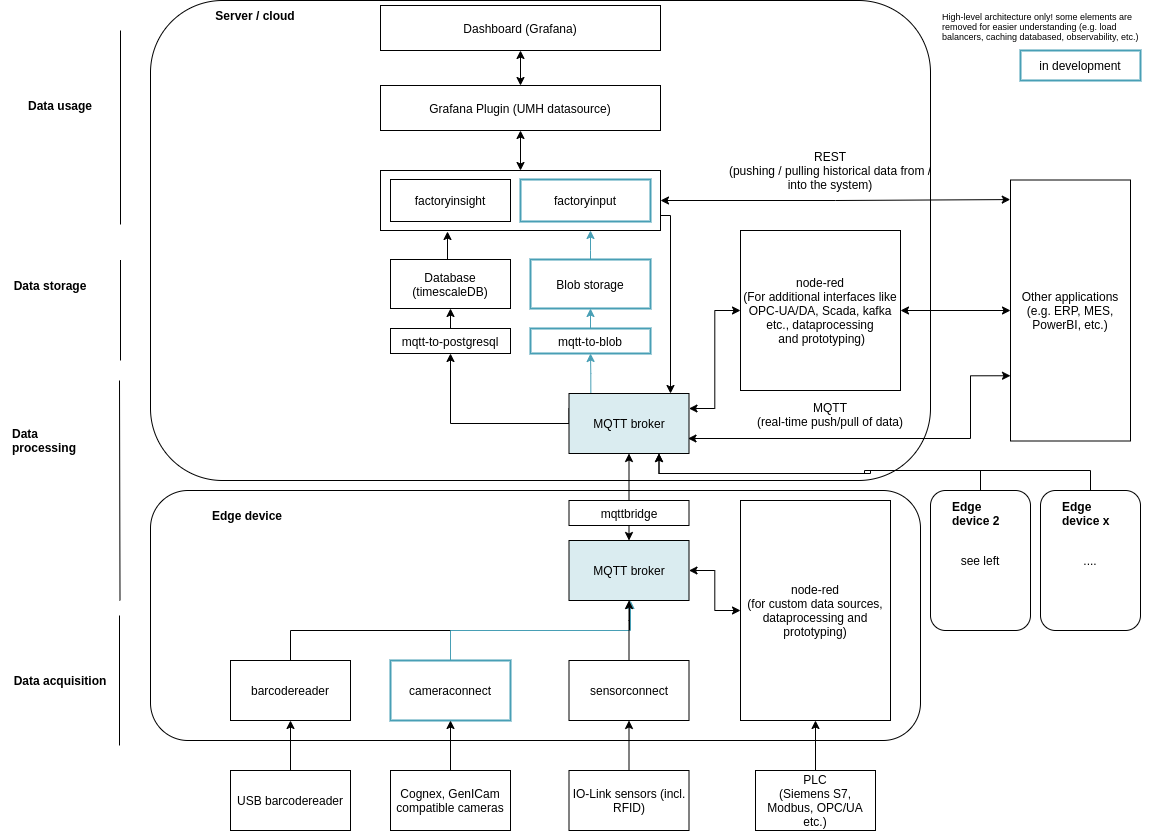 Server / cloud
High-level architecture only! some elements are
removed for easier understanding (e.g. load
balancers, caching databased, observability, etc.)
in development
Dashboard (Grafana)
Data usage
Grafana Plugin (UMH datasource)
REST
(pushing / pulling historical data from /
into the system)
factoryinsight
factoryinput
Data storage
Database
(timescaleDB)
Blob storage
node-red
(For additional interfaces like
OPC-UA/DA, Scada, kafka
etc., dataprocessing
and prototyping)
Other applications
(e.g. ERP, MES,
PowerBI, etc.)
mqtt-to-postgresql
mqtt-to-blob
Data
processing
MQTT broker
MQTT
(real-time push/pull of data)
Edge device
mqttbridge
MQTT broker
node-red
(for custom data sources,
dataprocessing and
prototyping)
Edge
device 2
see left
Edge
device x
....
Data acquisition
barcodereader
cameraconnect
sensorconnect
USB barcodereader
Cognex, GenICam
compatible cameras
IO-Link sensors (incl.
RFID)
PLC
(Siemens S7,
Modbus, OPC/UA
etc.)